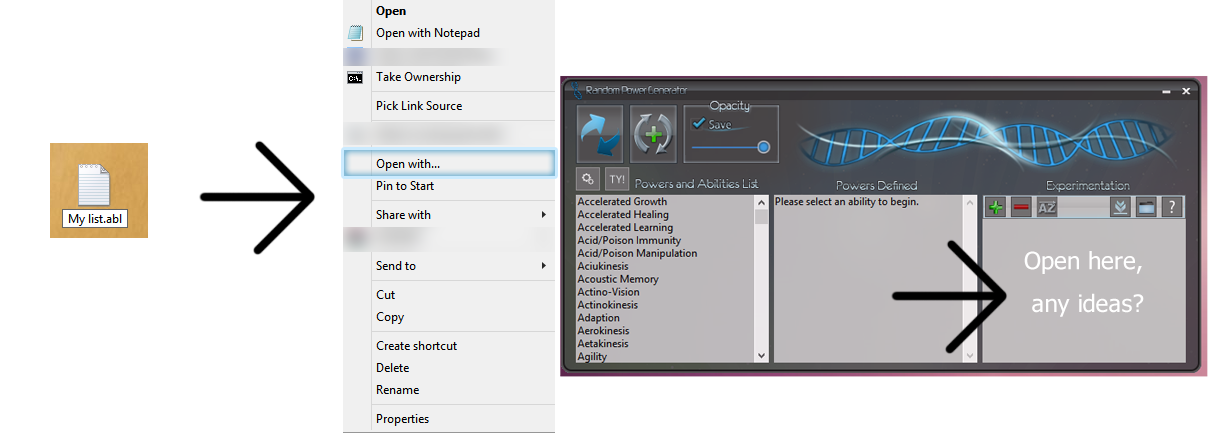 My list.abl
Open
Open with Notepad
Take Ownership
Pick Link Source
Open with...
Pin to Start
Share with
Send to
Cut
Copy
Create shortcut
Delete
Rename
Properties
Random Power Generator
Opacity
Save
TY!
Powers and Abilities List
Powers Defined
Experimentation
Accelerated Growth
Accelerated Healing
Accelerated Learning
Acid/Poison Immunity
Acid/Poison Manipulation
Aciukinesis
Acoustic Memory
Actino-Vision
Actinokinesis
Adaption
Aerokinesis
Aetakinesis
Agility
Please select an ability to begin.
AZ
?
Open here,
any ideas?